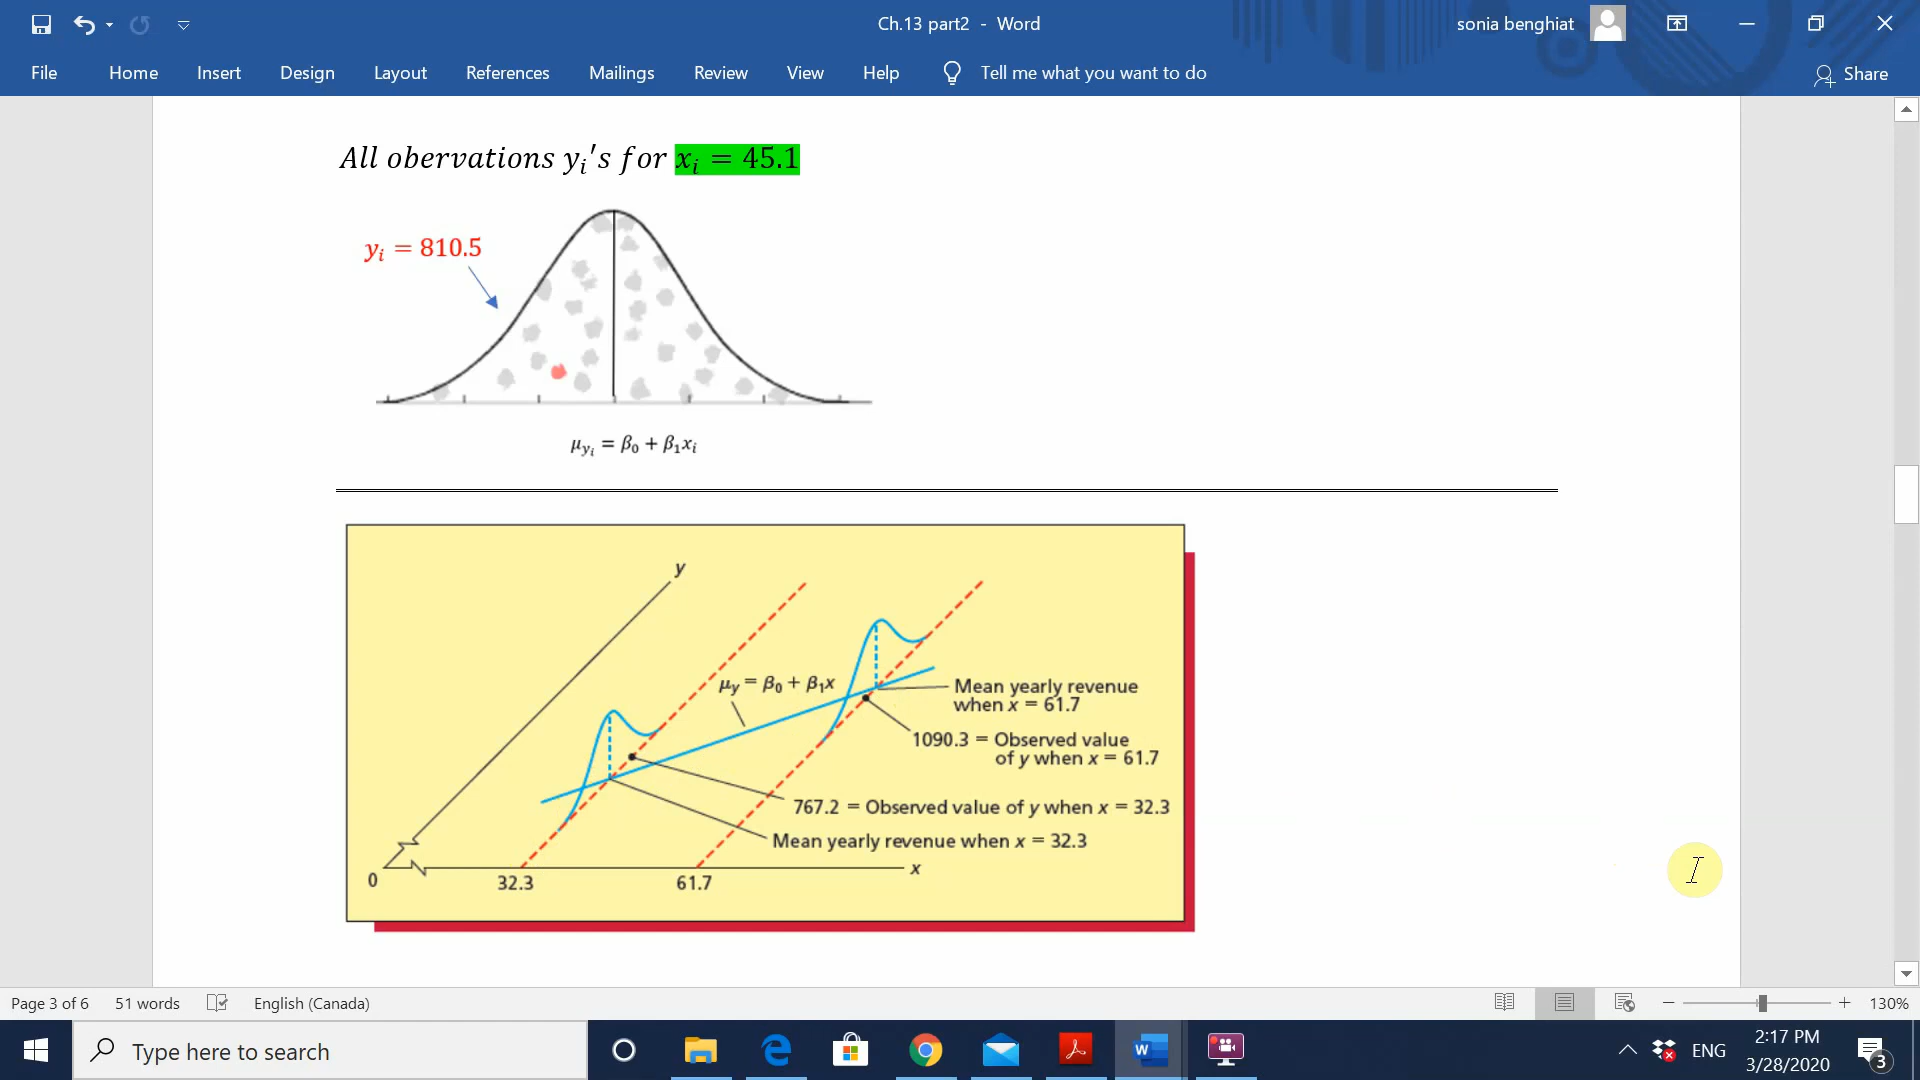 Ch.13 part2 - Word
sonia benghiat
File Home Insert Design Layout References Mailings Review View Help Tell me what you want to do Share
All obervations yᵢ's for xᵢ = 45.1
yᵢ = 810.5
μyᵢ = β₀ + β₁xᵢ
y
μy = β₀ + β₁x
Mean yearly revenue
when x = 61.7
1090.3 = Observed value
of y when x = 61.7
767.2 = Observed value of y when x = 32.3
Mean yearly revenue when x = 32.3
x
0 32.3 61.7
Page 3 of 6 51 words English (Canada) 130%
Type here to search
W
ENG
2:17 PM
3/28/2020
3